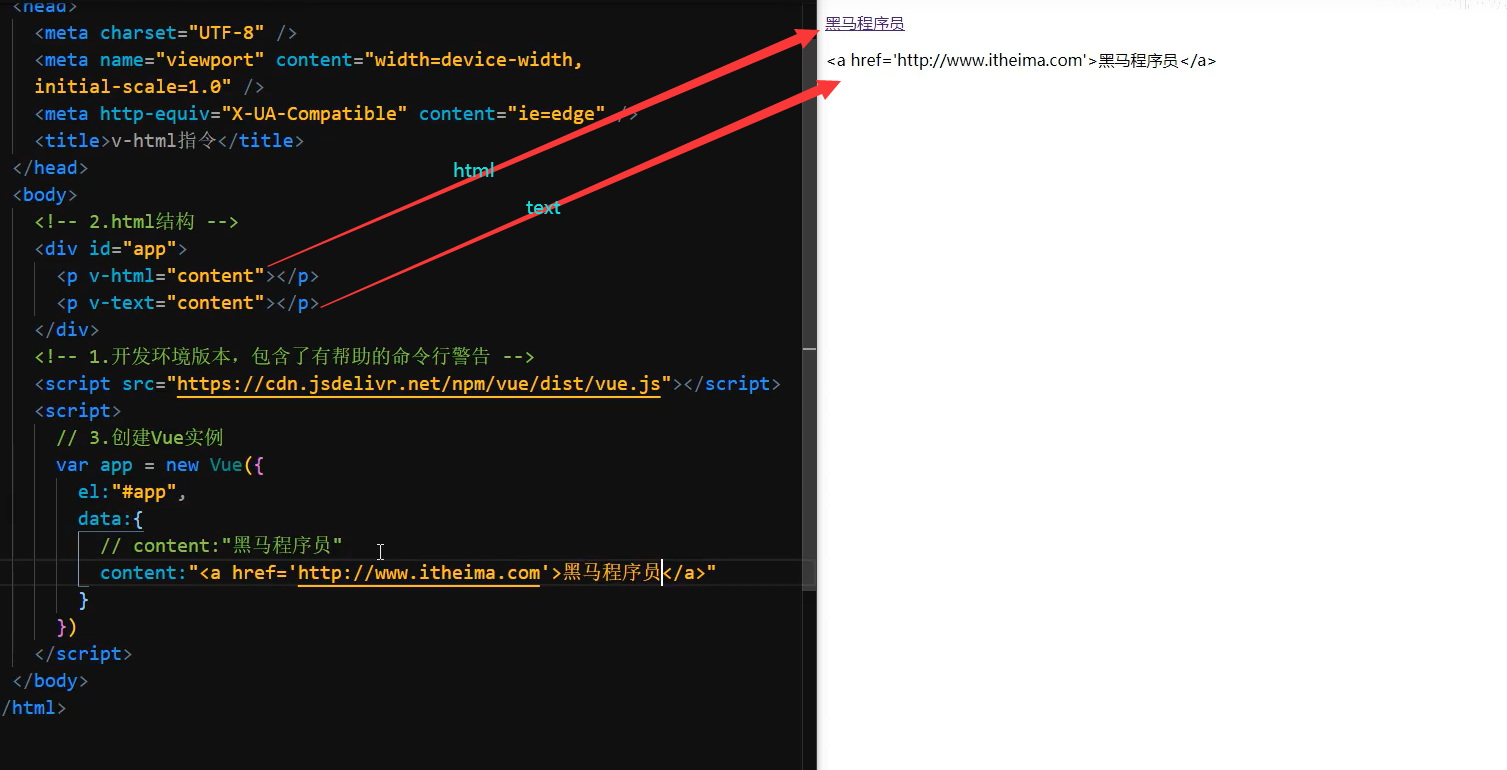 <head>
<meta charset="UTF-8" />
<meta name="viewport" content="width=device-width,
initial-scale=1.0" />
<meta http-equiv="X-UA-Compatible" content="ie=edge" />
<title>v-html指令</title>
</head>
<body>
<!-- 2.html结构 -->
<div id="app">
<p v-html="content"></p>
<p v-text="content"></p>
</div>
<!-- 1.开发环境版本，包含了有帮助的命令行警告 -->
<script src="https://cdn.jsdelivr.net/npm/vue/dist/vue.js"></script>
<script>
// 3.创建Vue实例
var app = new Vue({
el:"#app",
data:{
// content:"黑马程序员"
content:"<a href='http://www.itheima.com'>黑马程序员</a>"
}
})
</script>
</body>
/html>
html
text
黑马程序员
<a href='http://www.itheima.com'>黑马程序员</a>